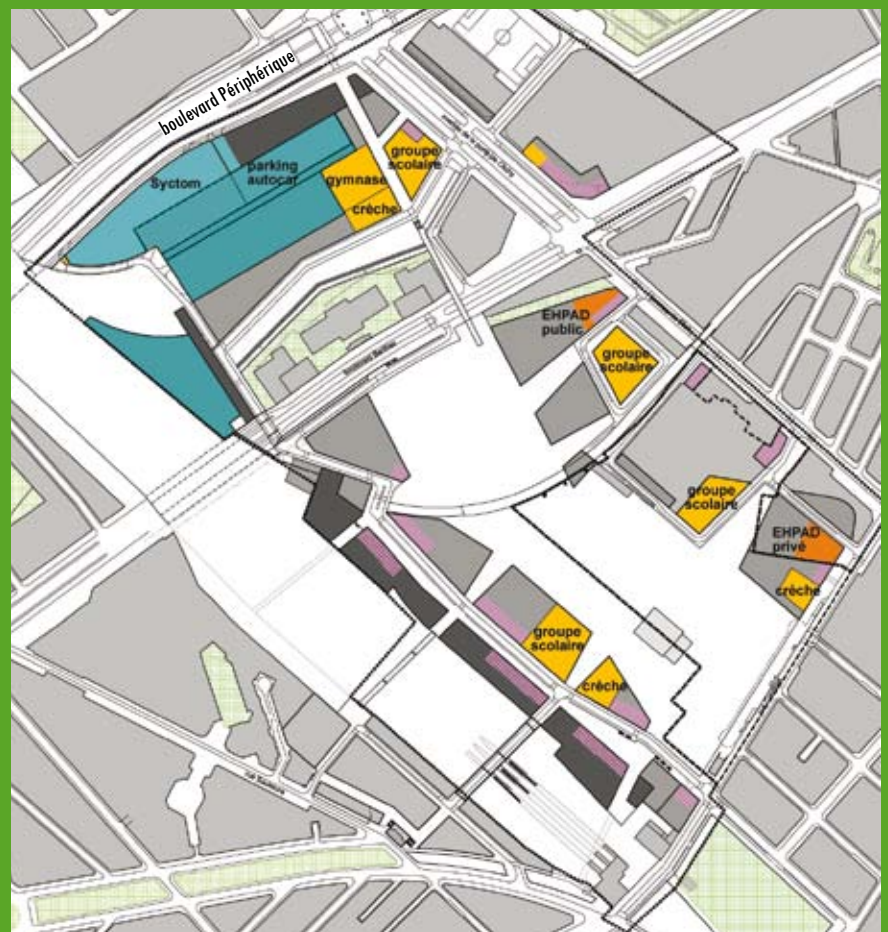 boulevard Périphérique
Syctom
parking
autocar
gymnase
crèche
groupe
scolaire
EHPAD
public
groupe
scolaire
groupe
scolaire
EHPAD
privé
crèche
groupe
scolaire
crèche